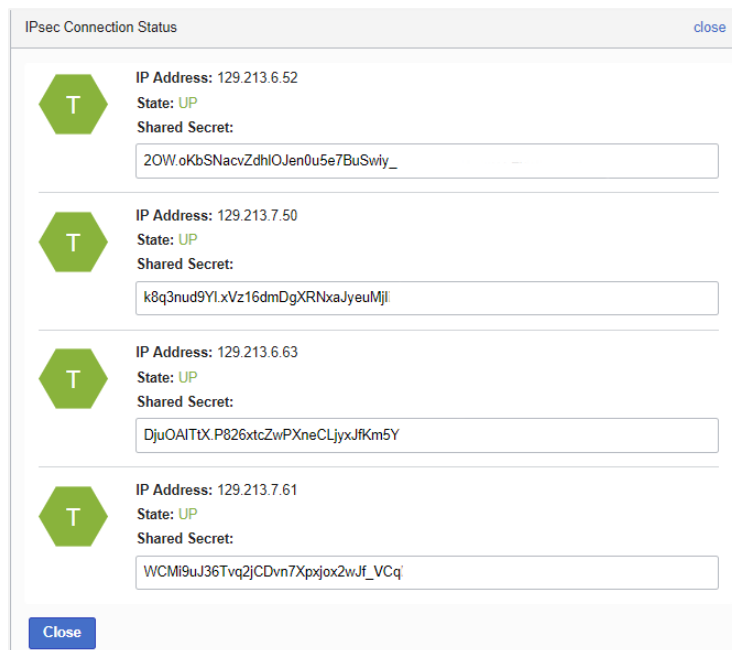 IPsec Connection Status
close
T
IP Address: 129.213.6.52
State: UP
Shared Secret:
2OW.oKbSNacvZdhlOJen0u5e7BuSwiy_
T
IP Address: 129.213.7.50
State: UP
Shared Secret:
k8q3nud9Yl.xVz16dmDgXRNxaJyeuMjl
T
IP Address: 129.213.6.63
State: UP
Shared Secret:
DjuOAlTtX.P826xtcZwPXneCLjyxJfKm5Y
T
IP Address: 129.213.7.61
State: UP
Shared Secret:
WCMi9uJ36Tvq2jCDvn7Xpxjox2wJf_VCq
Close